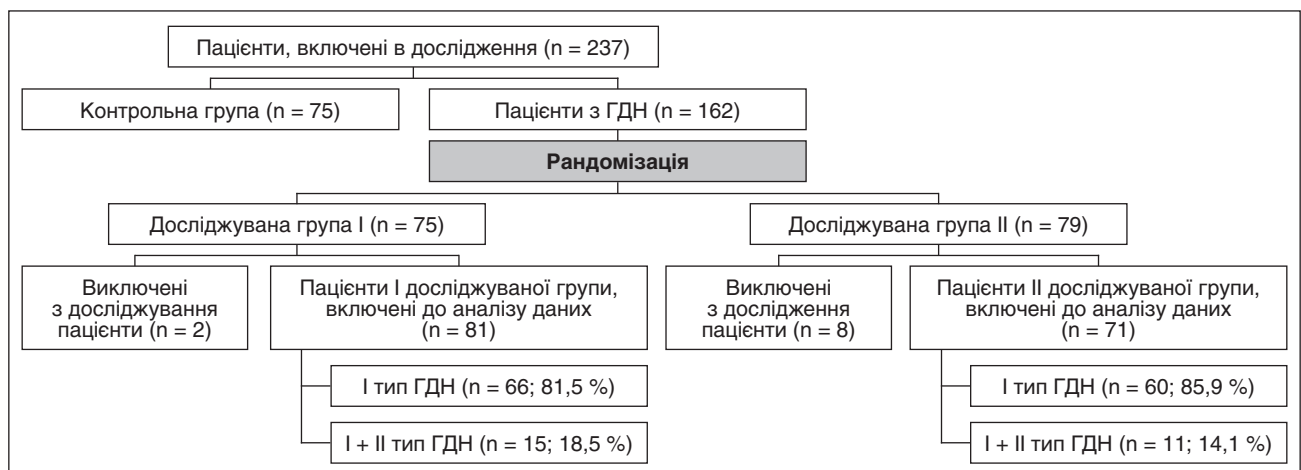 Пацієнти, включені в дослідження (n = 237)
Контрольна група (n = 75)
Пацієнти з ГДН (n = 162)
Рандомізація
Досліджувана група I (n = 75)
Досліджувана група II (n = 79)
Виключені
з досліджування
пацієнти (n = 2)
Пацієнти I досліджуваної групи,
включені до аналізу даних
(n = 81)
Виключені
з дослідження
пацієнти (n = 8)
Пацієнти II досліджуваної групи,
включені до аналізу даних
(n = 71)
I тип ГДН (n = 66; 81,5 %)
I + II тип ГДН (n = 15; 18,5 %)
I тип ГДН (n = 60; 85,9 %)
I + II тип ГДН (n = 11; 14,1 %)